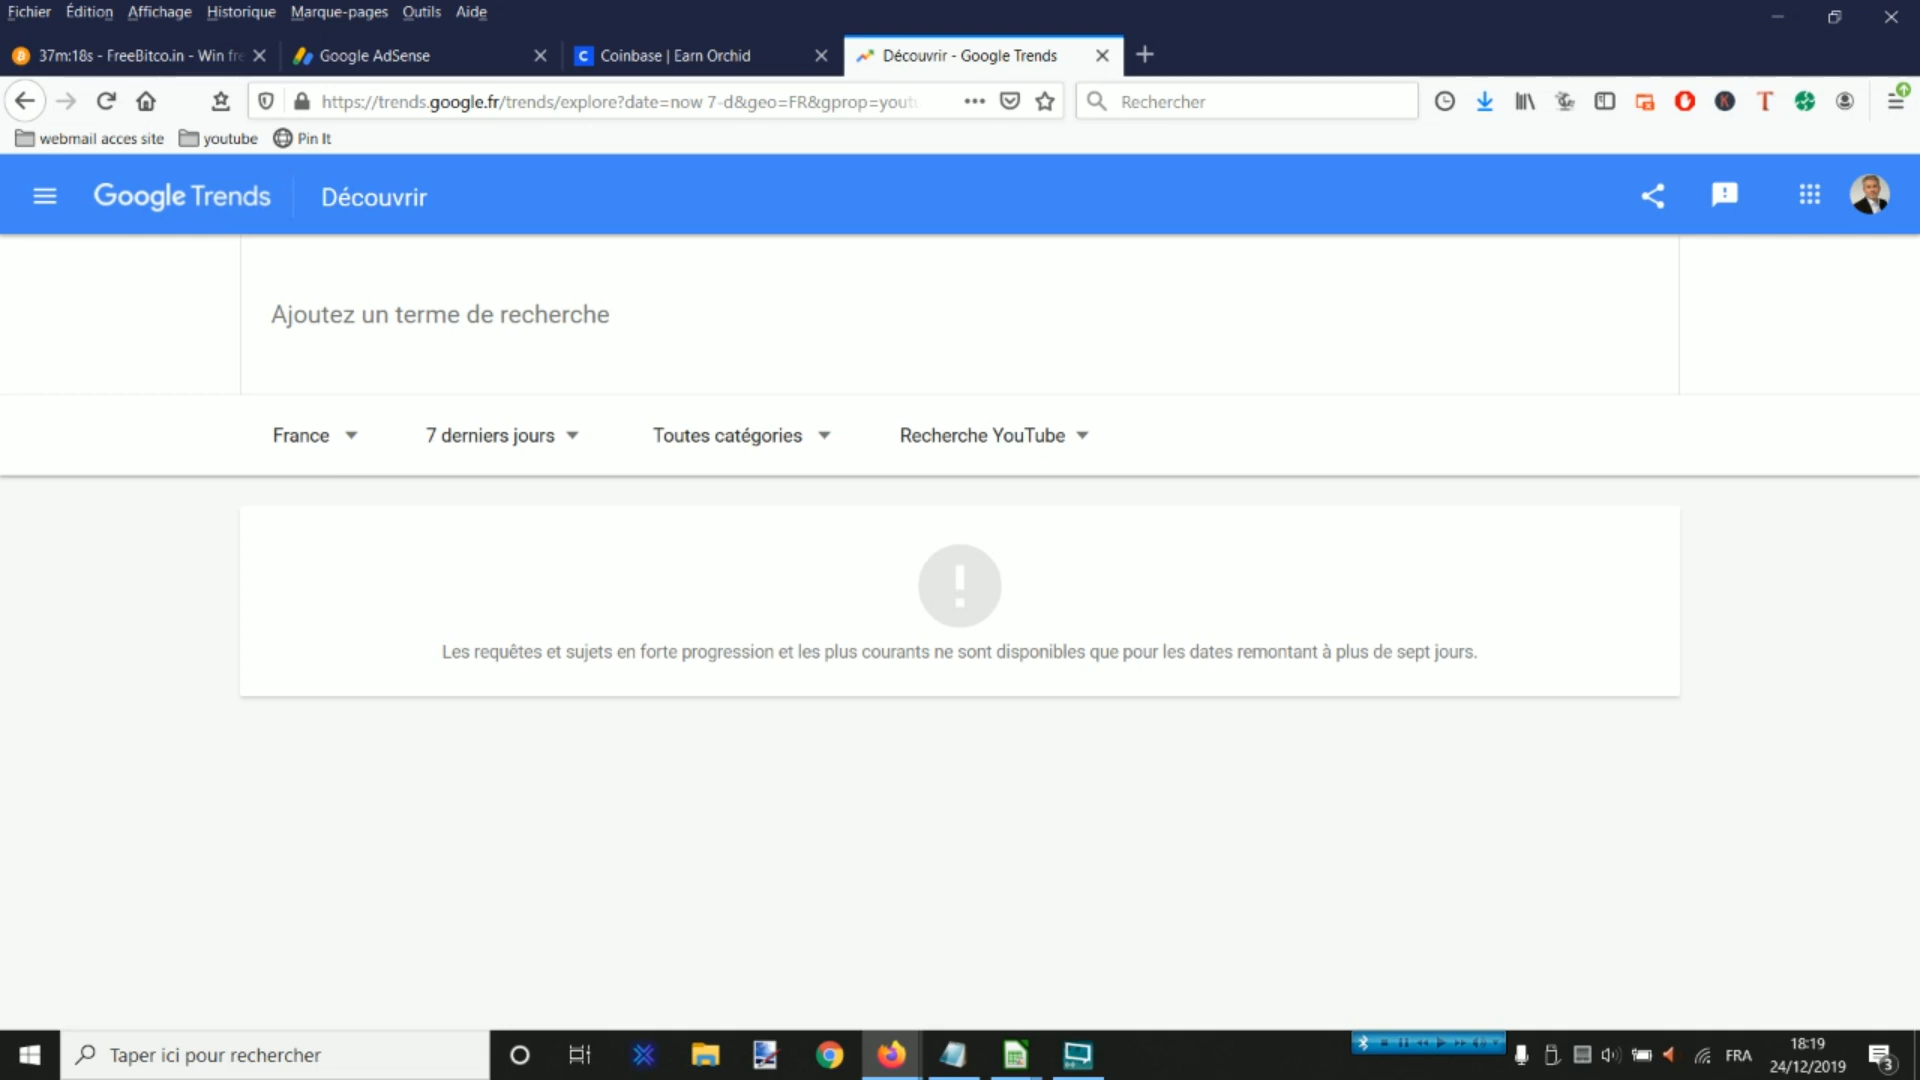 Fichier Édition Affichage Historique Marque-pages Outils Aide
37m:18s - FreeBitco.in - Win fre
Google AdSense
Coinbase | Earn Orchid
Découvrir - Google Trends
https://trends.google.fr/trends/explore?date=now 7-d&geo=FR&gprop=yout
Rechercher
webmail acces site
youtube
Pin It
Google Trends
Découvrir
Ajoutez un terme de recherche
France
7 derniers jours
Toutes catégories
Recherche YouTube
Les requêtes et sujets en forte progression et les plus courants ne sont disponibles que pour les dates remontant à plus de sept jours.
Taper ici pour rechercher
FRA
18:19
24/12/2019
3